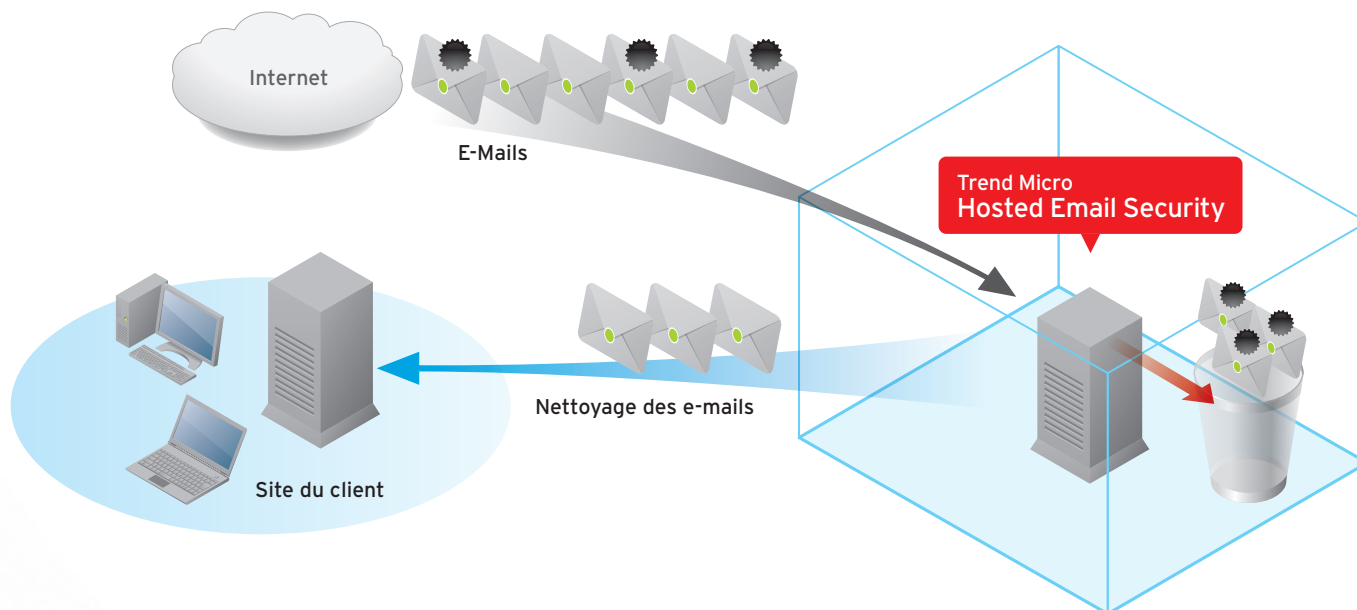 Internet
E-Mails
Trend Micro
Hosted Email Security
Nettoyage des e-mails
Site du client